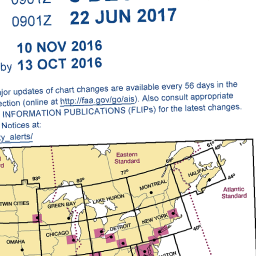 0901Z
0901Z 22 JUN 2017
10 NOV 2016
by 13 OCT 2016
jor updates of chart changes are available every 56 days in the
ection (online at http://faa.gov/go/ais). Also consult appropriate
INFORMATION PUBLICATIONS (FLIPs) for the latest changes.
Notices at:
ty_alerts/
Eastern
Standard
Atlantic
Standard
HALIFAX
MONTREAL
LAKE HURON
GREEN BAY
TWIN CITIES
NEW YORK
DETROIT
CHICAGO
OMAHA